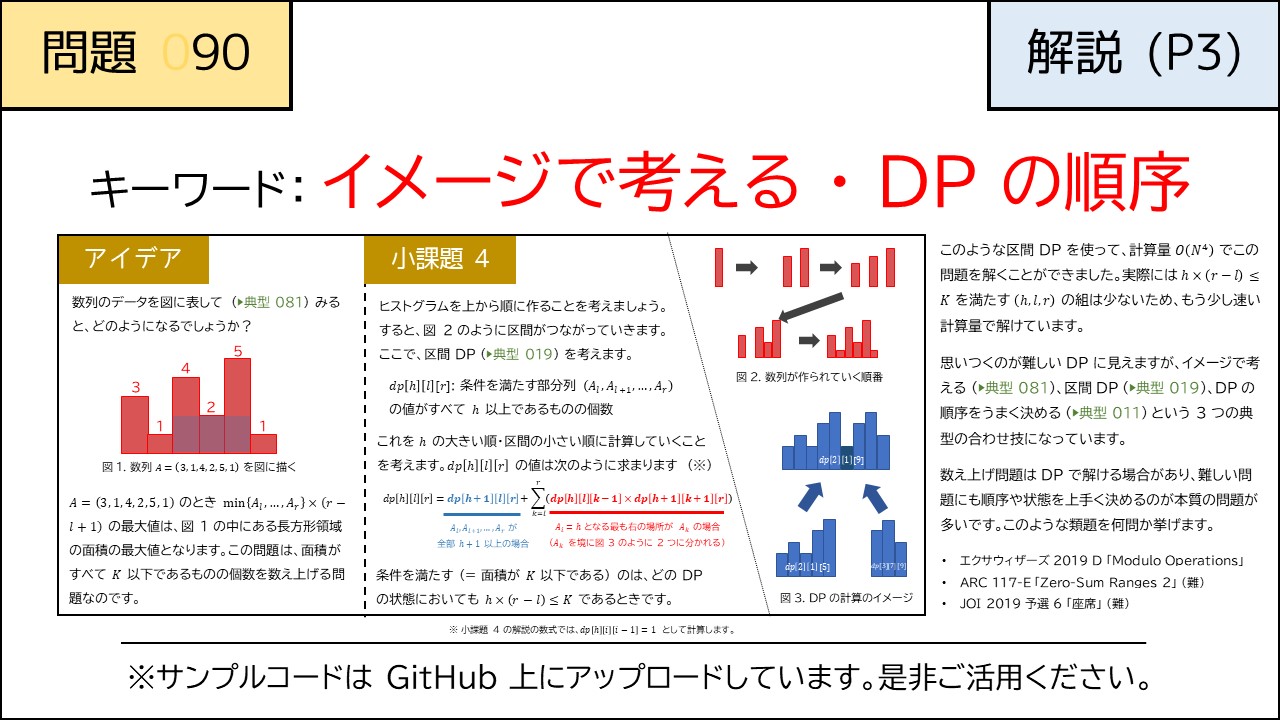 問題 090
解説 (P3)
キーワード: イメージで考える ・ DP の順序
アイデア
数列のデータを図に表して (▶典型 081) みる
と、どのようになるでしょうか?
3 1 4 2 5 1
図 1. 数列 A = (3,1,4,2,5,1) を図に描く
A = (3,1,4,2,5,1) のとき min{A_l, …, A_r} × (r −
l + 1) の最大値は、図 1 の中にある長方形領域
の面積の最大値となります。この問題は、面積が
すべて K 以下であるものの個数を数え上げる問
題なのです。
小課題 4
ヒストグラムを上から順に作ることを考えましょう。
すると、図 2 のように区間がつながっていきます。
ここで、区間 DP (▶典型 019) を考えます。
dp[h][l][r]: 条件を満たす部分列 (A_l, A_{l+1}, …, A_r)
の値がすべて h 以上であるものの個数
これを h の大きい順・区間の小さい順に計算していくこと
を考えます。dp[h][l][r] の値は次のように求まります (※)
dp[h][l][r] = dp[h+1][l][r] + ∑_{k=l}^{r} (dp[h][l][k−1] × dp[h+1][k+1][r])
A_l, A_{l+1}, …, A_r が
全部 h+1 以上の場合
A_l = h となる最も右の場所が A_k の場合
(A_k を境に図 3 のように 2 つに分かれる)
条件を満たす (= 面積が K 以下である) のは、どの DP
の状態においても h × (r − l) ≤ K であるときです。
図 2. 数列が作られていく順番
dp[2][1][9]
dp[2][1][5]
dp[3][7][9]
図 3. DP の計算のイメージ
このような区間 DP を使って、計算量 O(N⁴) でこの
問題を解くことができました。実際には h × (r − l) ≤
K を満たす (h, l, r) の組は少ないため、もう少し速い
計算量で解けています。
思いつくのが難しい DP に見えますが、イメージで考
える (▶典型 081)、区間 DP (▶典型 019)、DP の
順序をうまく決める (▶典型 011) という 3 つの典
型の合わせ技になっています。
数え上げ問題は DP で解ける場合があり、難しい問
題にも順序や状態を上手く決めるのが本質の問題が
多いです。このような類題を何問か挙げます。
• エクサウィザーズ 2019 D「Modulo Operations」
• ARC 117-E「Zero-Sum Ranges 2」(難)
• JOI 2019 予選 6「座席」(難)
※ 小課題 4 の解説の数式では、dp[h][i][i − 1] = 1 として計算します。
※サンプルコードは GitHub 上にアップロードしています。是非ご活用ください。